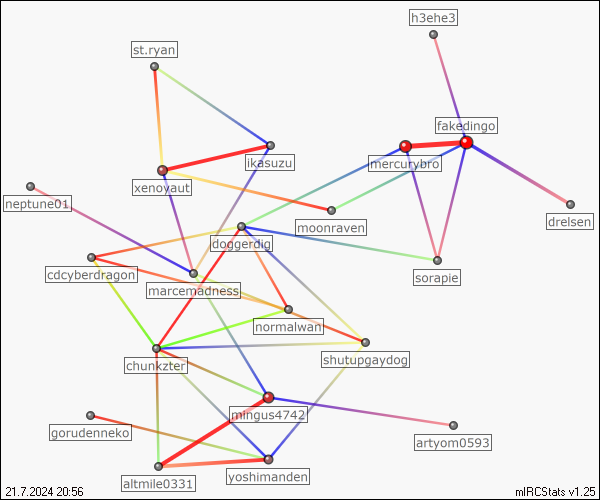 h3ehe3
st.ryan
fakedingo
mercurybro
ikasuzu
xenoyaut
neptune01
moonraven
drelsen
doggerdig
cdcyberdragon
sorapie
marcemadness
normalwan
shutupgaydog
chunkzter
mingus4742
gorudenneko
artyom0593
yoshimanden
altmile0331
21.7.2024 20:56
mIRCStats v1.25